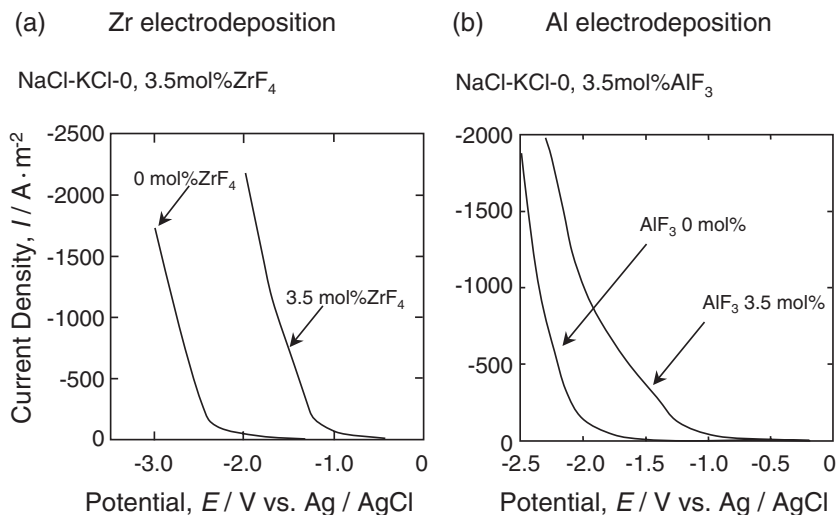 (a) Zr electrodeposition
NaCl-KCl-0, 3.5mol%ZrF₄
Current Density, I / A · m⁻²
-2500
-2000
-1500
-1000
-500
0
0 mol%ZrF₄
3.5 mol%ZrF₄
-3.0 -2.0 -1.0 0
Potential, E / V vs. Ag / AgCl
(b) Al electrodeposition
NaCl-KCl-0, 3.5mol%AlF₃
-2000
-1500
-1000
-500
0
AlF₃ 0 mol%
AlF₃ 3.5 mol%
-2.5 -2.0 -1.5 -1.0 -0.5 0
Potential, E / V vs. Ag / AgCl